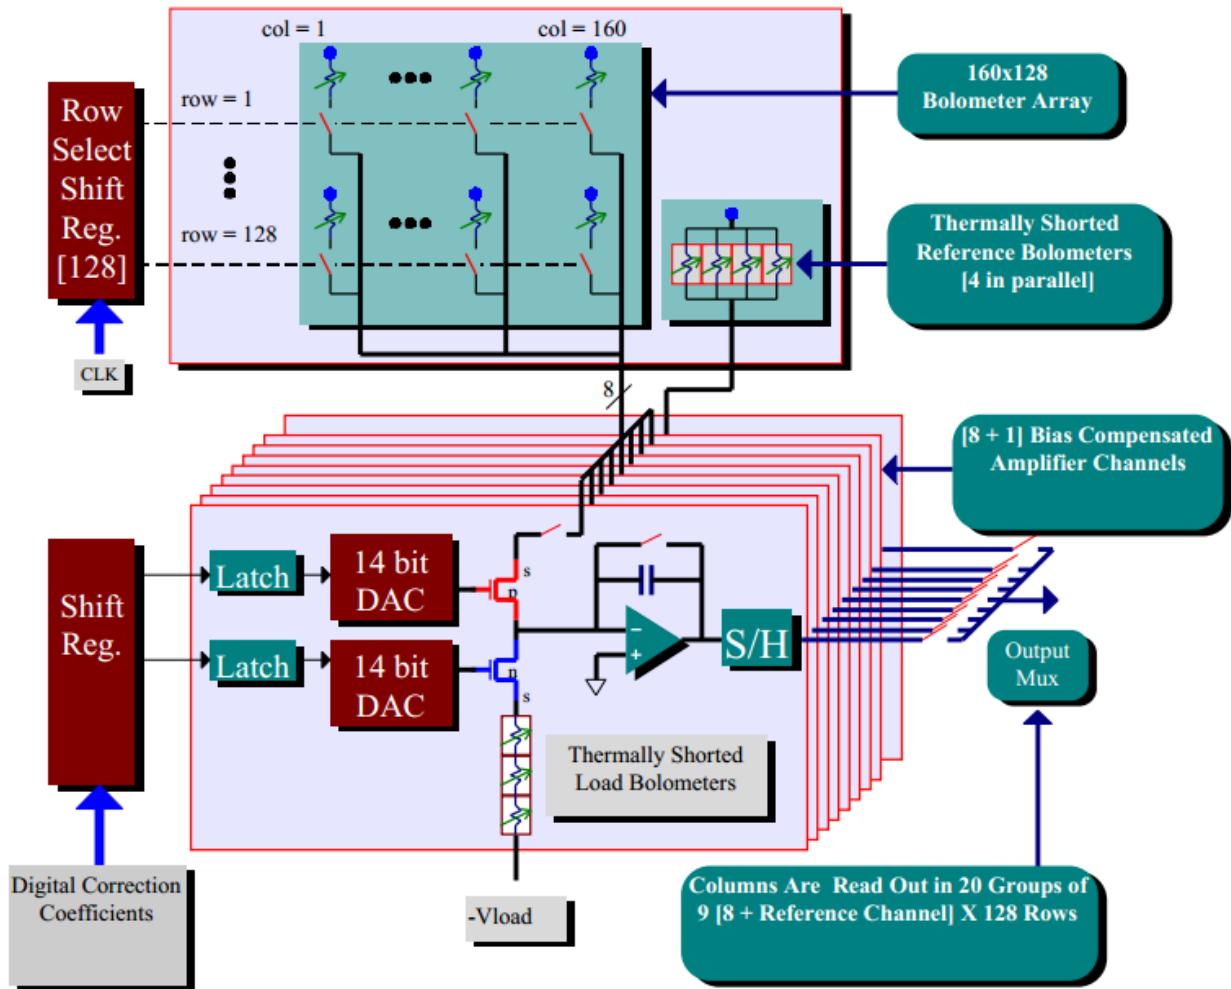 col = 1
col = 160
160x128
Bolometer Array
Row
Select
Shift
Reg.
[128]
row = 1
row = 128
Thermally Shorted
Reference Bolometers
[4 in parallel]
CLK
8
[8 + 1] Bias Compensated
Amplifier Channels
Shift
Reg.
Latch
14 bit
DAC
s
p
Latch
14 bit
DAC
n
s
−
+
S/H
Output
Mux
Thermally Shorted
Load Bolometers
Digital Correction
Coefficients
-Vload
Columns Are Read Out in 20 Groups of
9 [8 + Reference Channel] X 128 Rows